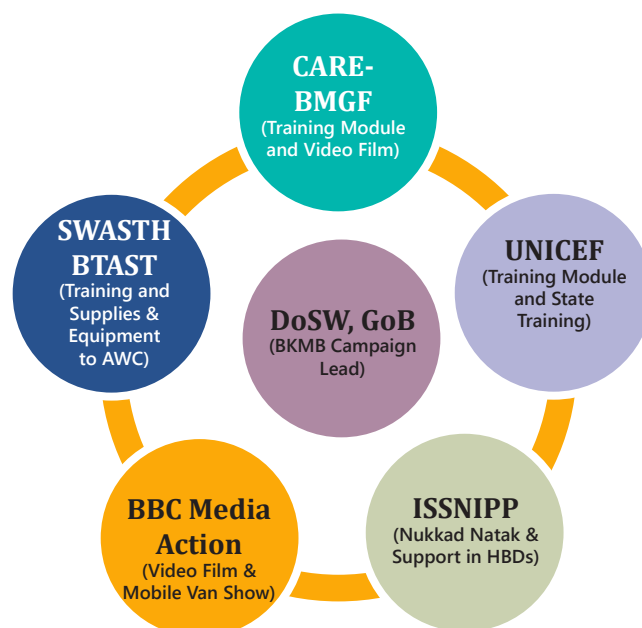 CARE-
BMGF
(Training Module
and Video Film)
SWASTH
BTAST
(Training and
Supplies &
Equipment
to AWC)
UNICEF
(Training Module
and State
Training)
DoSW, GoB
(BKMB Campaign
Lead)
BBC Media
Action
(Video Film &
Mobile Van Show)
ISSNIPP
(Nukkad Natak &
Support in HBDs)